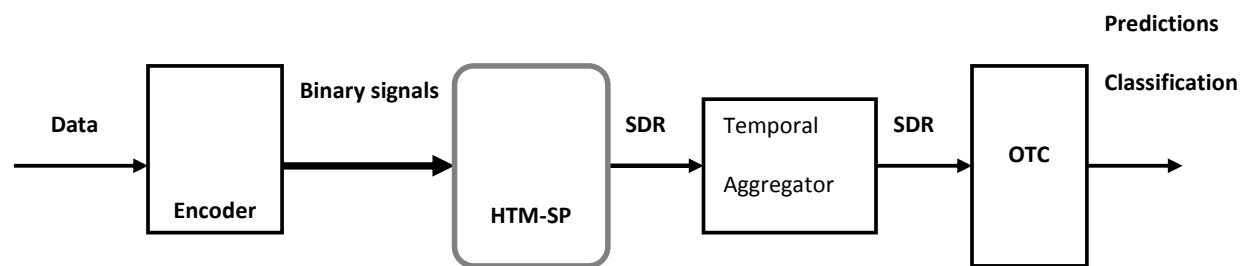 Data
Encoder
Binary signals
HTM-SP
SDR
Temporal
Aggregator
SDR
OTC
Predictions
Classification